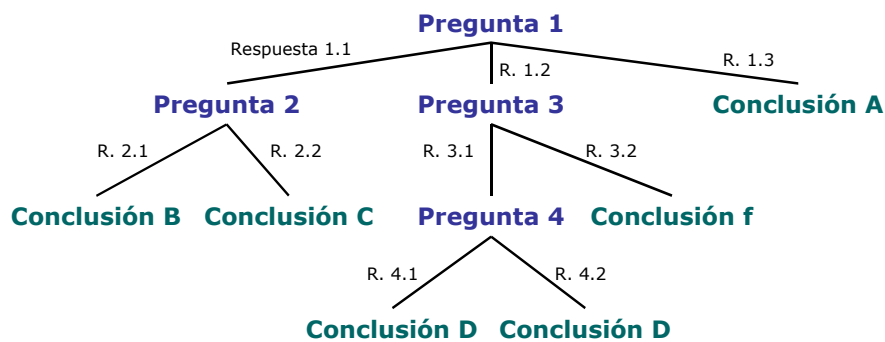 Pregunta 1
Respuesta 1.1
R. 1.2
R. 1.3
Pregunta 2
Pregunta 3
Conclusión A
R. 2.1
R. 2.2
R. 3.1
R. 3.2
Conclusión B
Conclusión C
Pregunta 4
Conclusión f
R. 4.1
R. 4.2
Conclusión D
Conclusión D